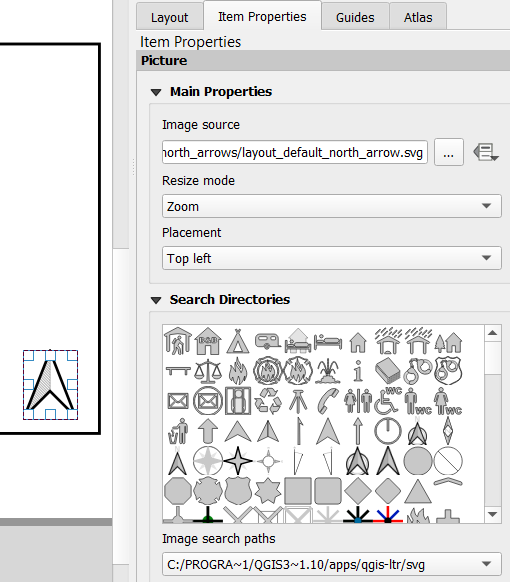 Layout
Item Properties
Guides
Atlas
Item Properties
Picture
Main Properties
Image source
north_arrows/layout_default_north_arrow.svg
...
Resize mode
Zoom
Placement
Top left
Search Directories
B&B
WC
WC
WC
Image search paths
C:/PROGRA~1/QGIS3~1.10/apps/qgis-ltr/svg